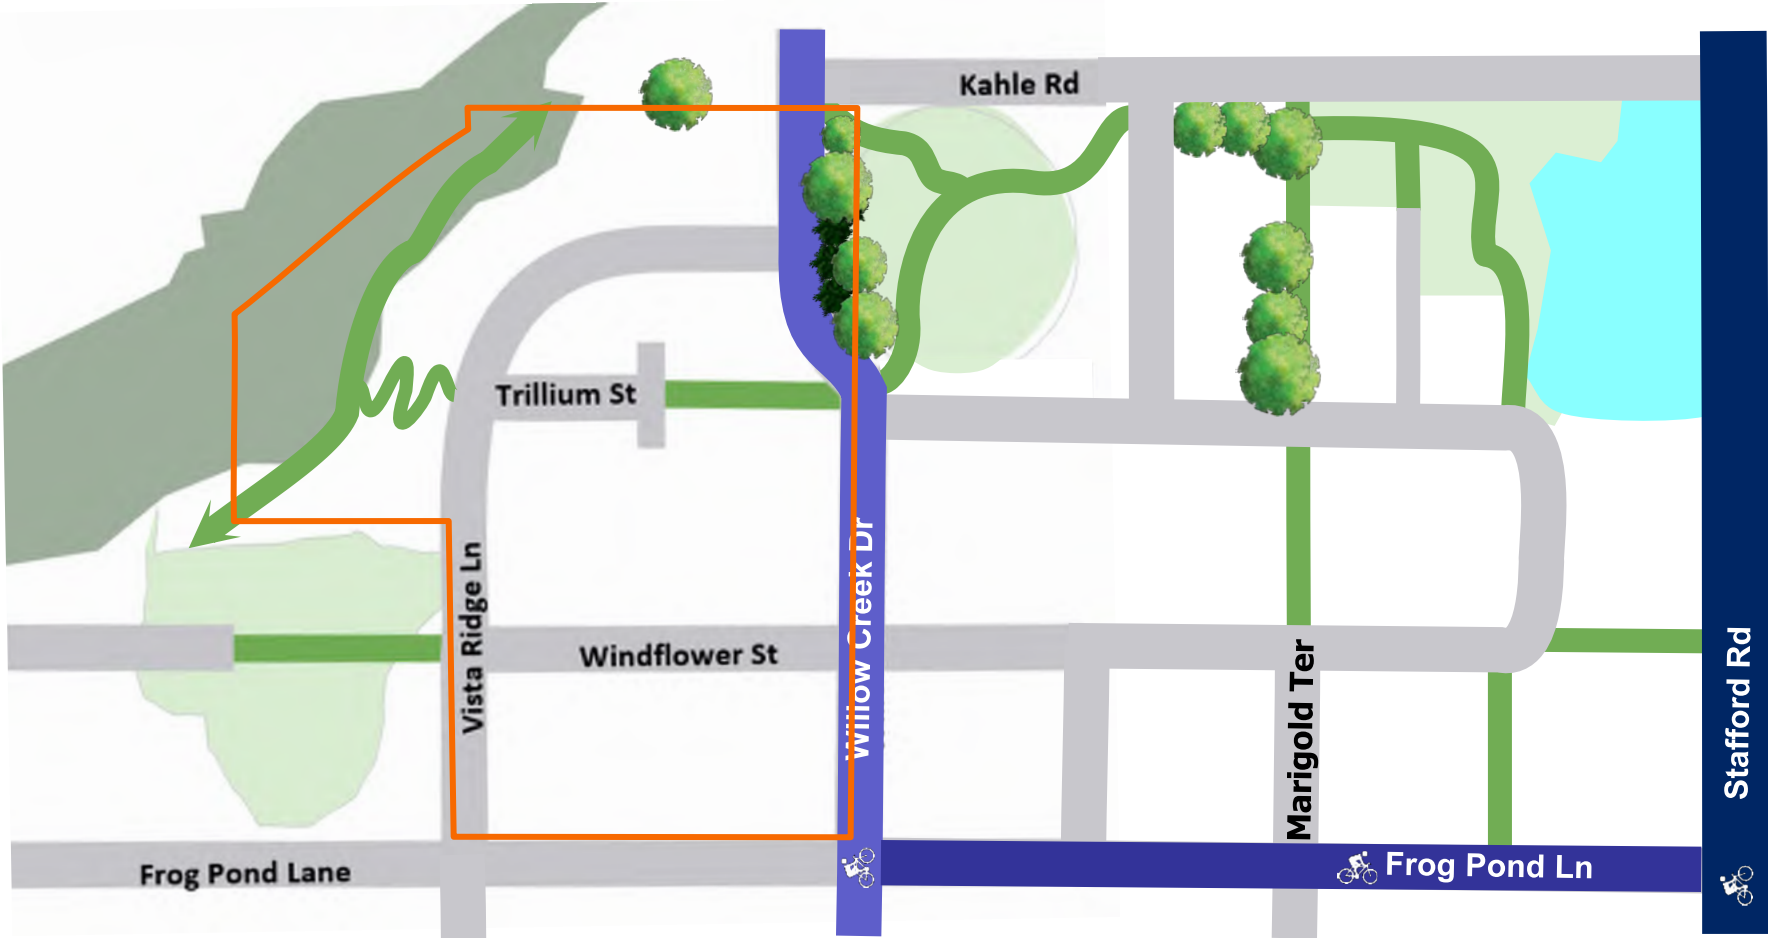 Kahle Rd
Trillium St
Willow Creek Dr
Vista Ridge Ln
Windflower St
Marigold Ter
Stafford Rd
Frog Pond Lane
Frog Pond Ln